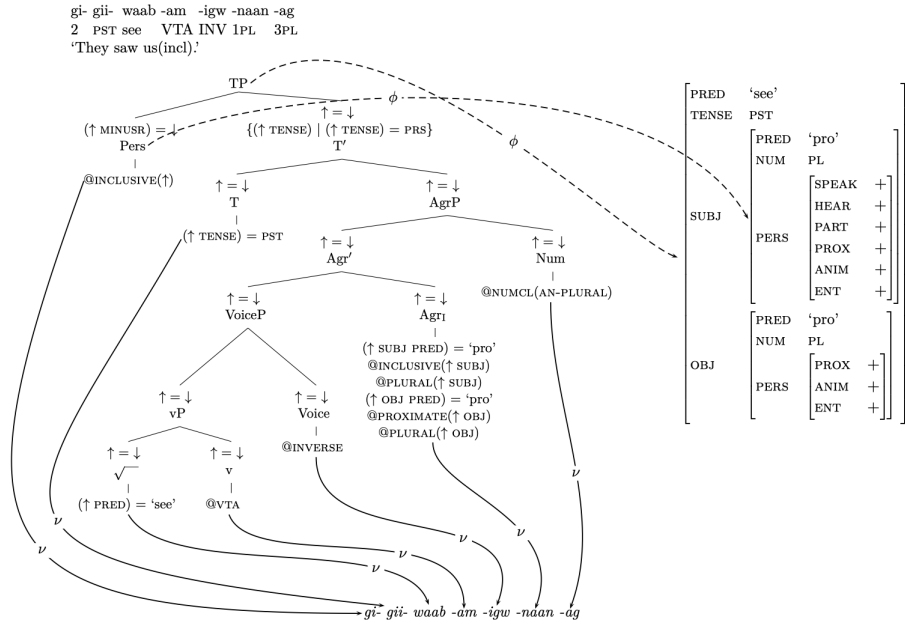 gi- gii- waab -am -igw -naan -ag
2 PST see VTA INV 1PL 3PL
‘They saw us(incl).’
TP
(↑ MINUSR) = ↓
Pers
@INCLUSIVE(↑)
↑ = ↓
{(↑ TENSE) | (↑ TENSE) = PRS}
T′
ϕ
ϕ
↑ = ↓
T
(↑ TENSE) = PST
↑ = ↓
AgrP
↑ = ↓
Agr′
↑ = ↓
Num
@NUMCL(AN-PLURAL)
↑ = ↓
VoiceP
↑ = ↓
AgrI
(↑ SUBJ PRED) = ‘pro’
@INCLUSIVE(↑ SUBJ)
@PLURAL(↑ SUBJ)
(↑ OBJ PRED) = ‘pro’
@PROXIMATE(↑ OBJ)
@PLURAL(↑ OBJ)
↑ = ↓
vP
↑ = ↓
Voice
@INVERSE
↑ = ↓
√
(↑ PRED) = ‘see’
↑ = ↓
v
@VTA
ν
ν
ν
ν
ν
ν
ν
gi- gii- waab -am -igw -naan -ag
PRED ‘see’
TENSE PST
SUBJ
PRED ‘pro’
NUM PL
PERS
SPEAK +
HEAR +
PART +
PROX +
ANIM +
ENT +
OBJ
PRED ‘pro’
NUM PL
PERS
PROX +
ANIM +
ENT +